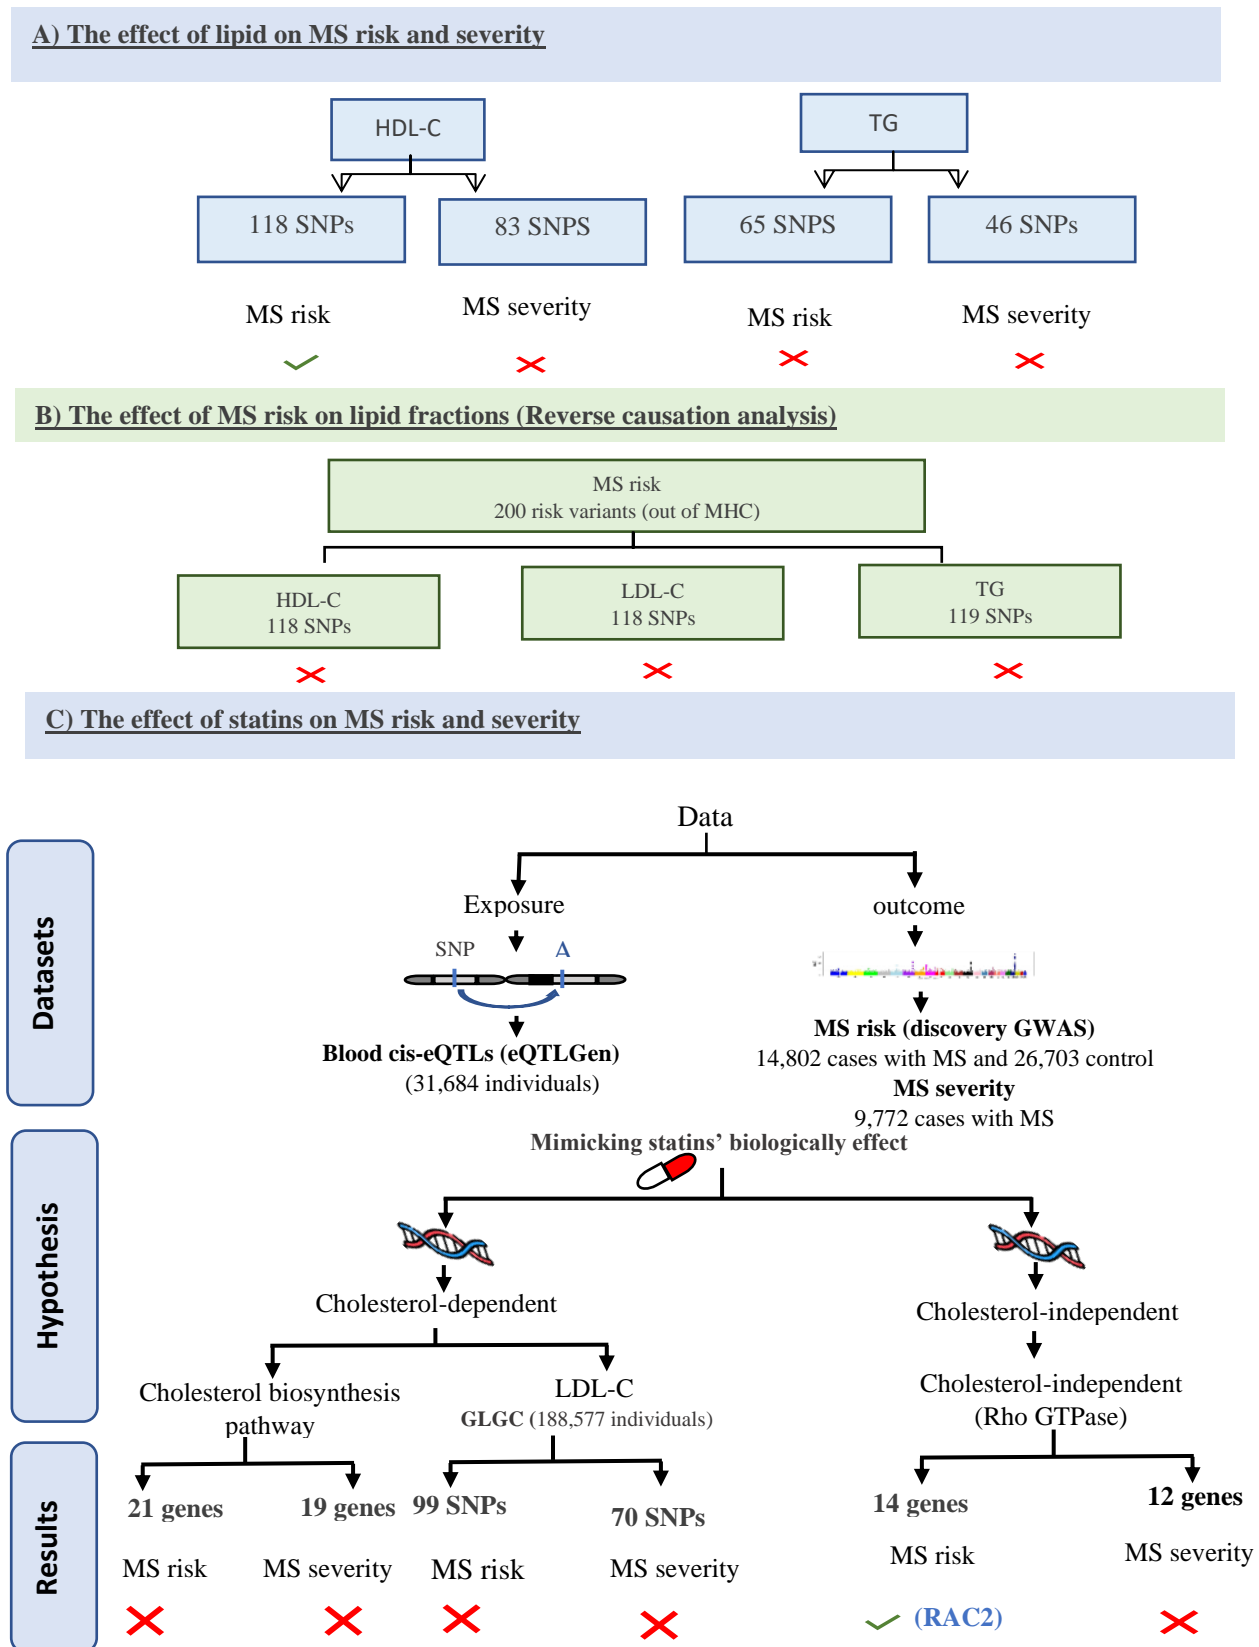 A) The effect of lipid on MS risk and severity
HDL-C
TG
118 SNPs
83 SNPS
65 SNPS
46 SNPs
MS risk
MS severity
MS risk
MS severity
B) The effect of MS risk on lipid fractions (Reverse causation analysis)
MS risk
200 risk variants (out of MHC)
HDL-C
118 SNPs
LDL-C
118 SNPs
TG
119 SNPs
C) The effect of statins on MS risk and severity
Datasets
Data
Exposure
outcome
SNP
A
Blood cis-eQTLs (eQTLGen)
(31,684 individuals)
MS risk (discovery GWAS)
14,802 cases with MS and 26,703 control
MS severity
9,772 cases with MS
Hypothesis
Mimicking statins’ biologically effect
Cholesterol-dependent
Cholesterol-independent
Cholesterol biosynthesis
pathway
LDL-C
GLGC (188,577 individuals)
Cholesterol-independent
(Rho GTPase)
Results
21 genes
19 genes
99 SNPs
70 SNPs
14 genes
12 genes
MS risk
MS severity
MS risk
MS severity
MS risk
MS severity
(RAC2)